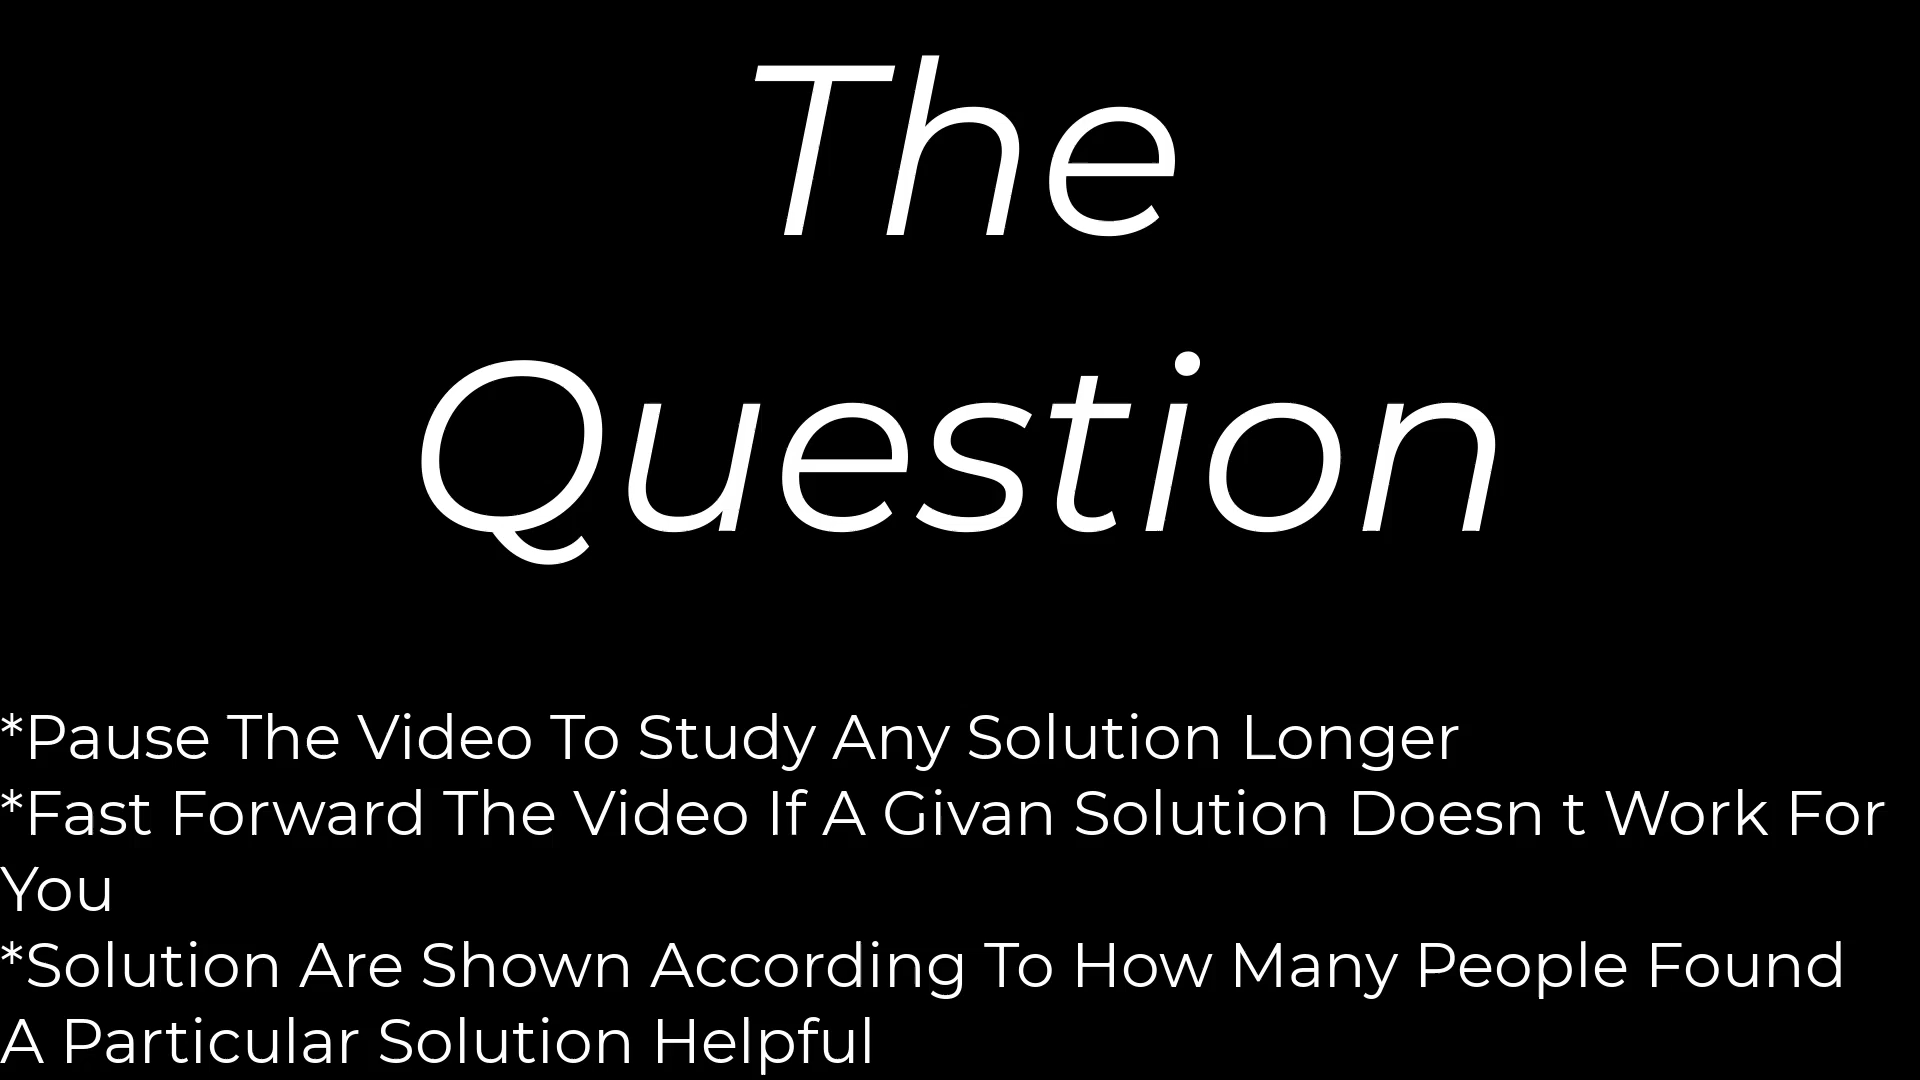 The
Question
*Pause The Video To Study Any Solution Longer
*Fast Forward The Video If A Givan Solution Doesn t Work For
You
*Solution Are Shown According To How Many People Found
A Particular Solution Helpful